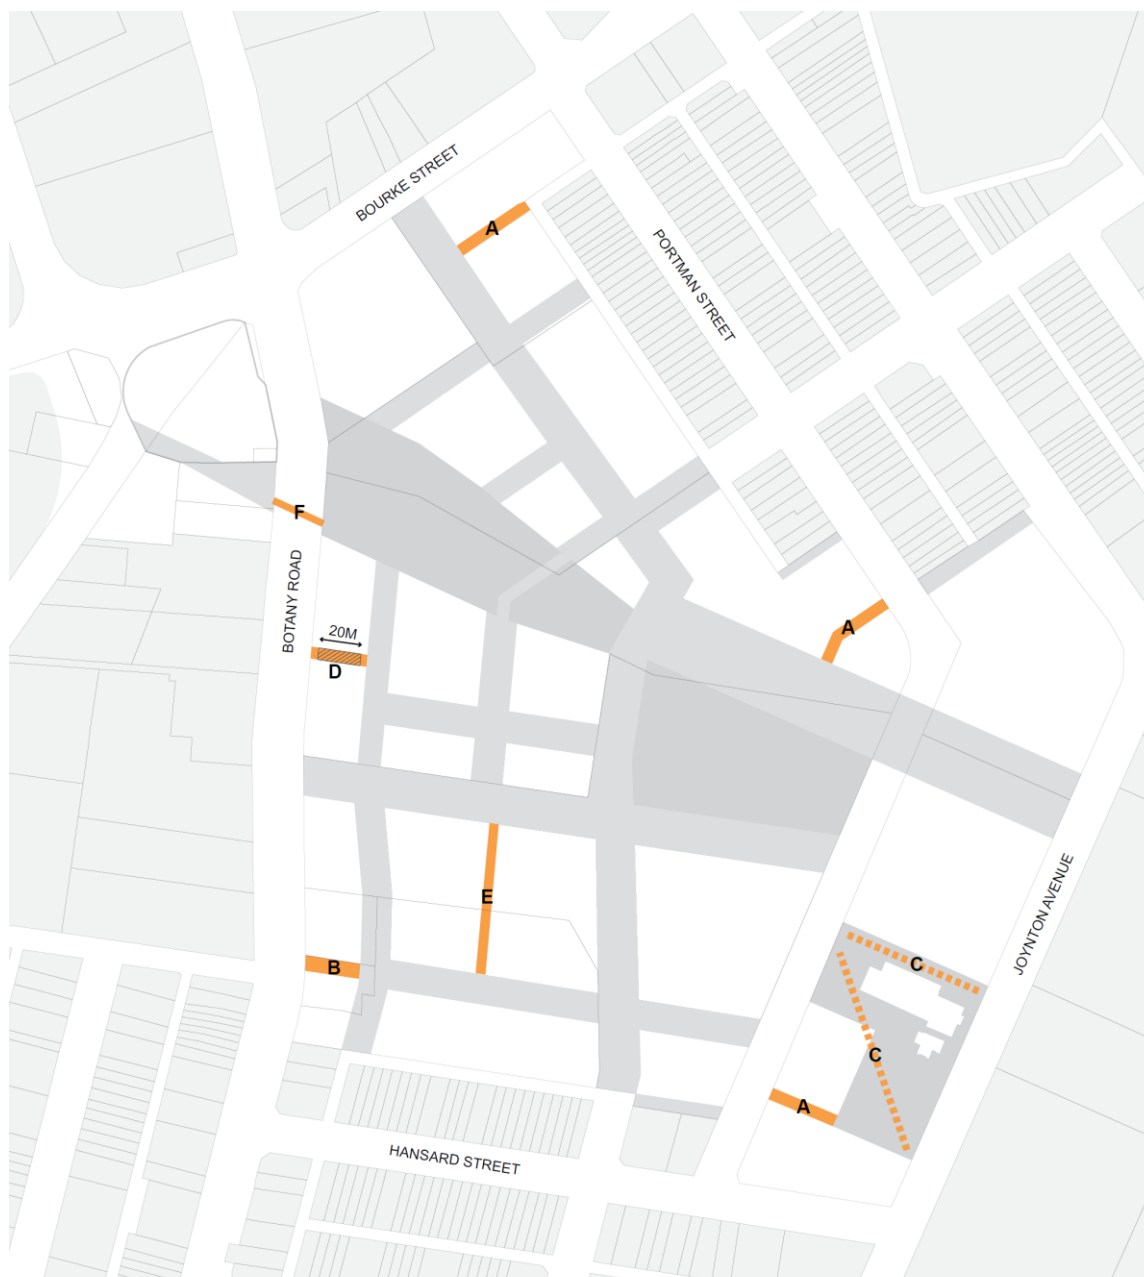 BOURKE STREET
A
PORTMAN STREET
F
BOTANY ROAD
20M
D
A
E
B
C
JOYNTON AVENUE
C
A
HANSARD STREET